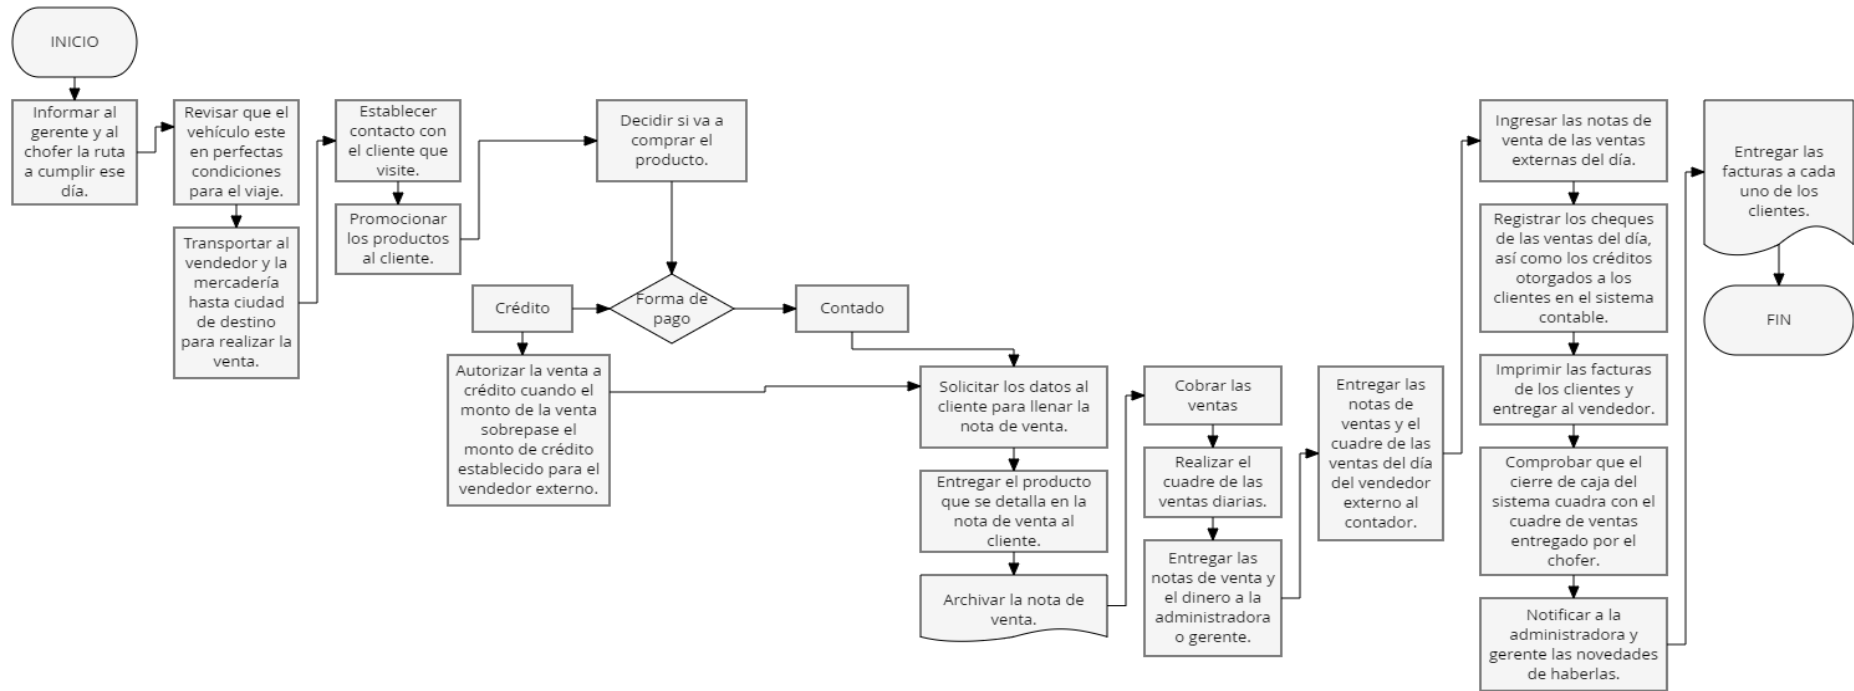 INICIO
Informar al
gerente y al
chofer la ruta
a cumplir ese
día.
Revisar que el
vehículo este
en perfectas
condiciones
para el viaje.
Transportar al
vendedor y la
mercadería
hasta ciudad
de destino
para realizar la
venta.
Establecer
contacto con
el cliente que
visite.
Promocionar
los productos
al cliente.
Decidir si va a
comprar el
producto.
Forma de
pago
Crédito
Contado
Autorizar la venta a
crédito cuando el
monto de la venta
sobrepase el
monto de crédito
establecido para el
vendedor externo.
Solicitar los datos al
cliente para llenar la
nota de venta.
Entregar el producto
que se detalla en la
nota de venta al
cliente.
Archivar la nota de
venta.
Cobrar las
ventas
Realizar el
cuadre de las
ventas diarias.
Entregar las
notas de venta y
el dinero a la
administradora
o gerente.
Entregar las
notas de
ventas y el
cuadre de las
ventas del día
del vendedor
externo al
contador.
Ingresar las notas de
venta de las ventas
externas del día.
Registrar los cheques
de las ventas del día,
así como los créditos
otorgados a los
clientes en el sistema
contable.
Imprimir las facturas
de los clientes y
entregar al vendedor.
Comprobar que el
cierre de caja del
sistema cuadra con el
cuadre de ventas
entregado por el
chofer.
Notificar a la
administradora y
gerente las novedades
de haberlas.
Entregar las
facturas a cada
uno de los
clientes.
FIN